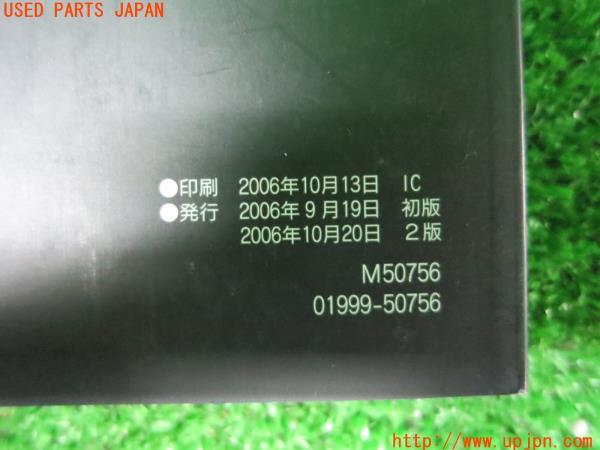 USED PARTS JAPAN
●印刷 2006年10月13日 IC
●発行 2006年 9月19日 初版
2006年10月20日 2版
M50756
01999-50756
http://www.upjpn.com